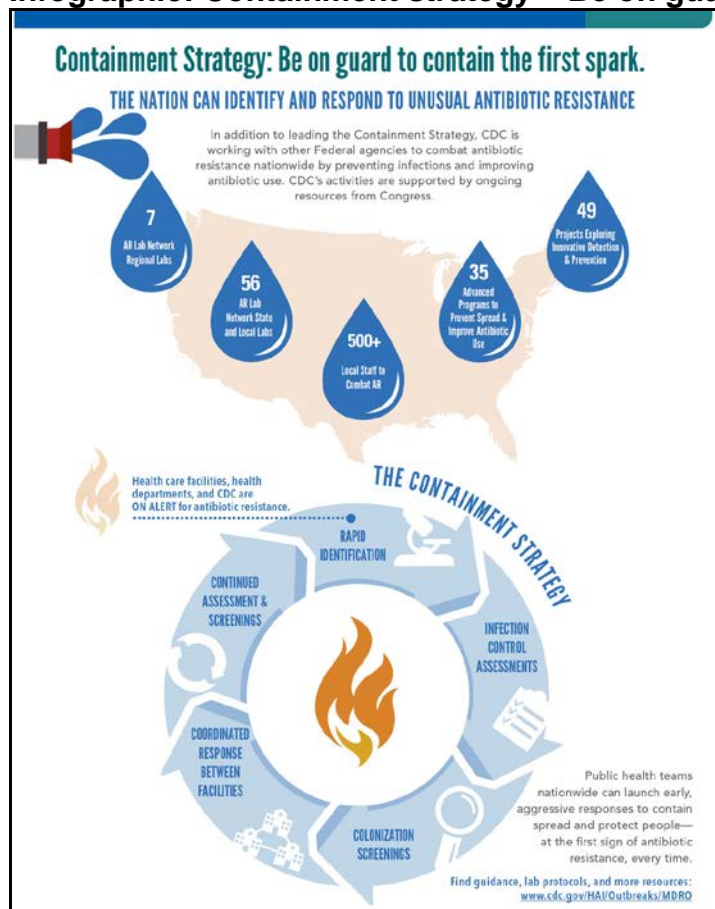 Infographic: Containment strategy – Be on gua
Containment Strategy: Be on guard to contain the first spark.
THE NATION CAN IDENTIFY AND RESPOND TO UNUSUAL ANTIBIOTIC RESISTANCE
In addition to leading the Containment Strategy, CDC is
working with other Federal agencies to combat antibiotic
resistance nationwide by preventing infections and improving
antibiotic use. CDC's activities are supported by ongoing
resources from Congress.
7
AR Lab Network
Regional Labs
56
AR Lab
Network State
and Local Labs
500+
Local Staff to
Combat AR
35
Advanced
Programs to
Prevent Spread &
Improve Antibiotic
Use
49
Projects Exploring
Innovative Detection
& Prevention
Health care facilities, health
departments, and CDC are
ON ALERT for antibiotic resistance.
THE CONTAINMENT STRATEGY
RAPID
IDENTIFICATION
INFECTION
CONTROL
ASSESSMENTS
COLONIZATION
SCREENINGS
COORDINATED
RESPONSE
BETWEEN
FACILITIES
CONTINUED
ASSESSMENT &
SCREENINGS
Public health teams
nationwide can launch early,
aggressive responses to contain
spread and protect people—
at the first sign of antibiotic
resistance, every time.
Find guidance, lab protocols, and more resources:
www.cdc.gov/HAI/Outbreaks/MDRO